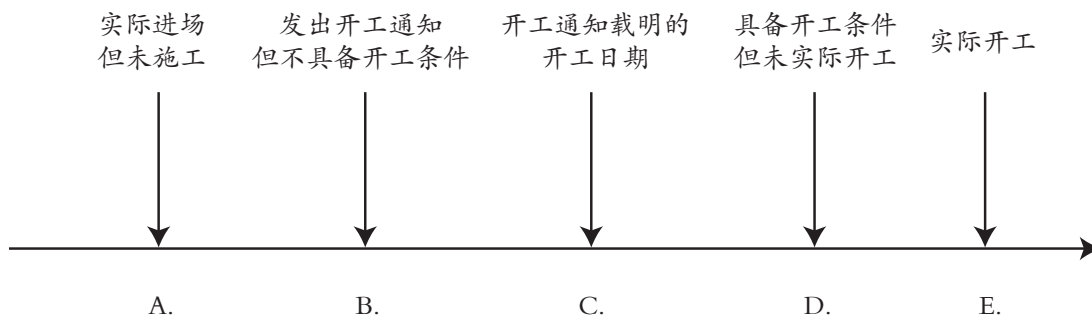 实际进场
但未施工
发出开工通知
但不具备开工条件
开工通知载明的
开工日期
具备开工条件
但未实际开工
实际开工
A.
B.
C.
D.
E.